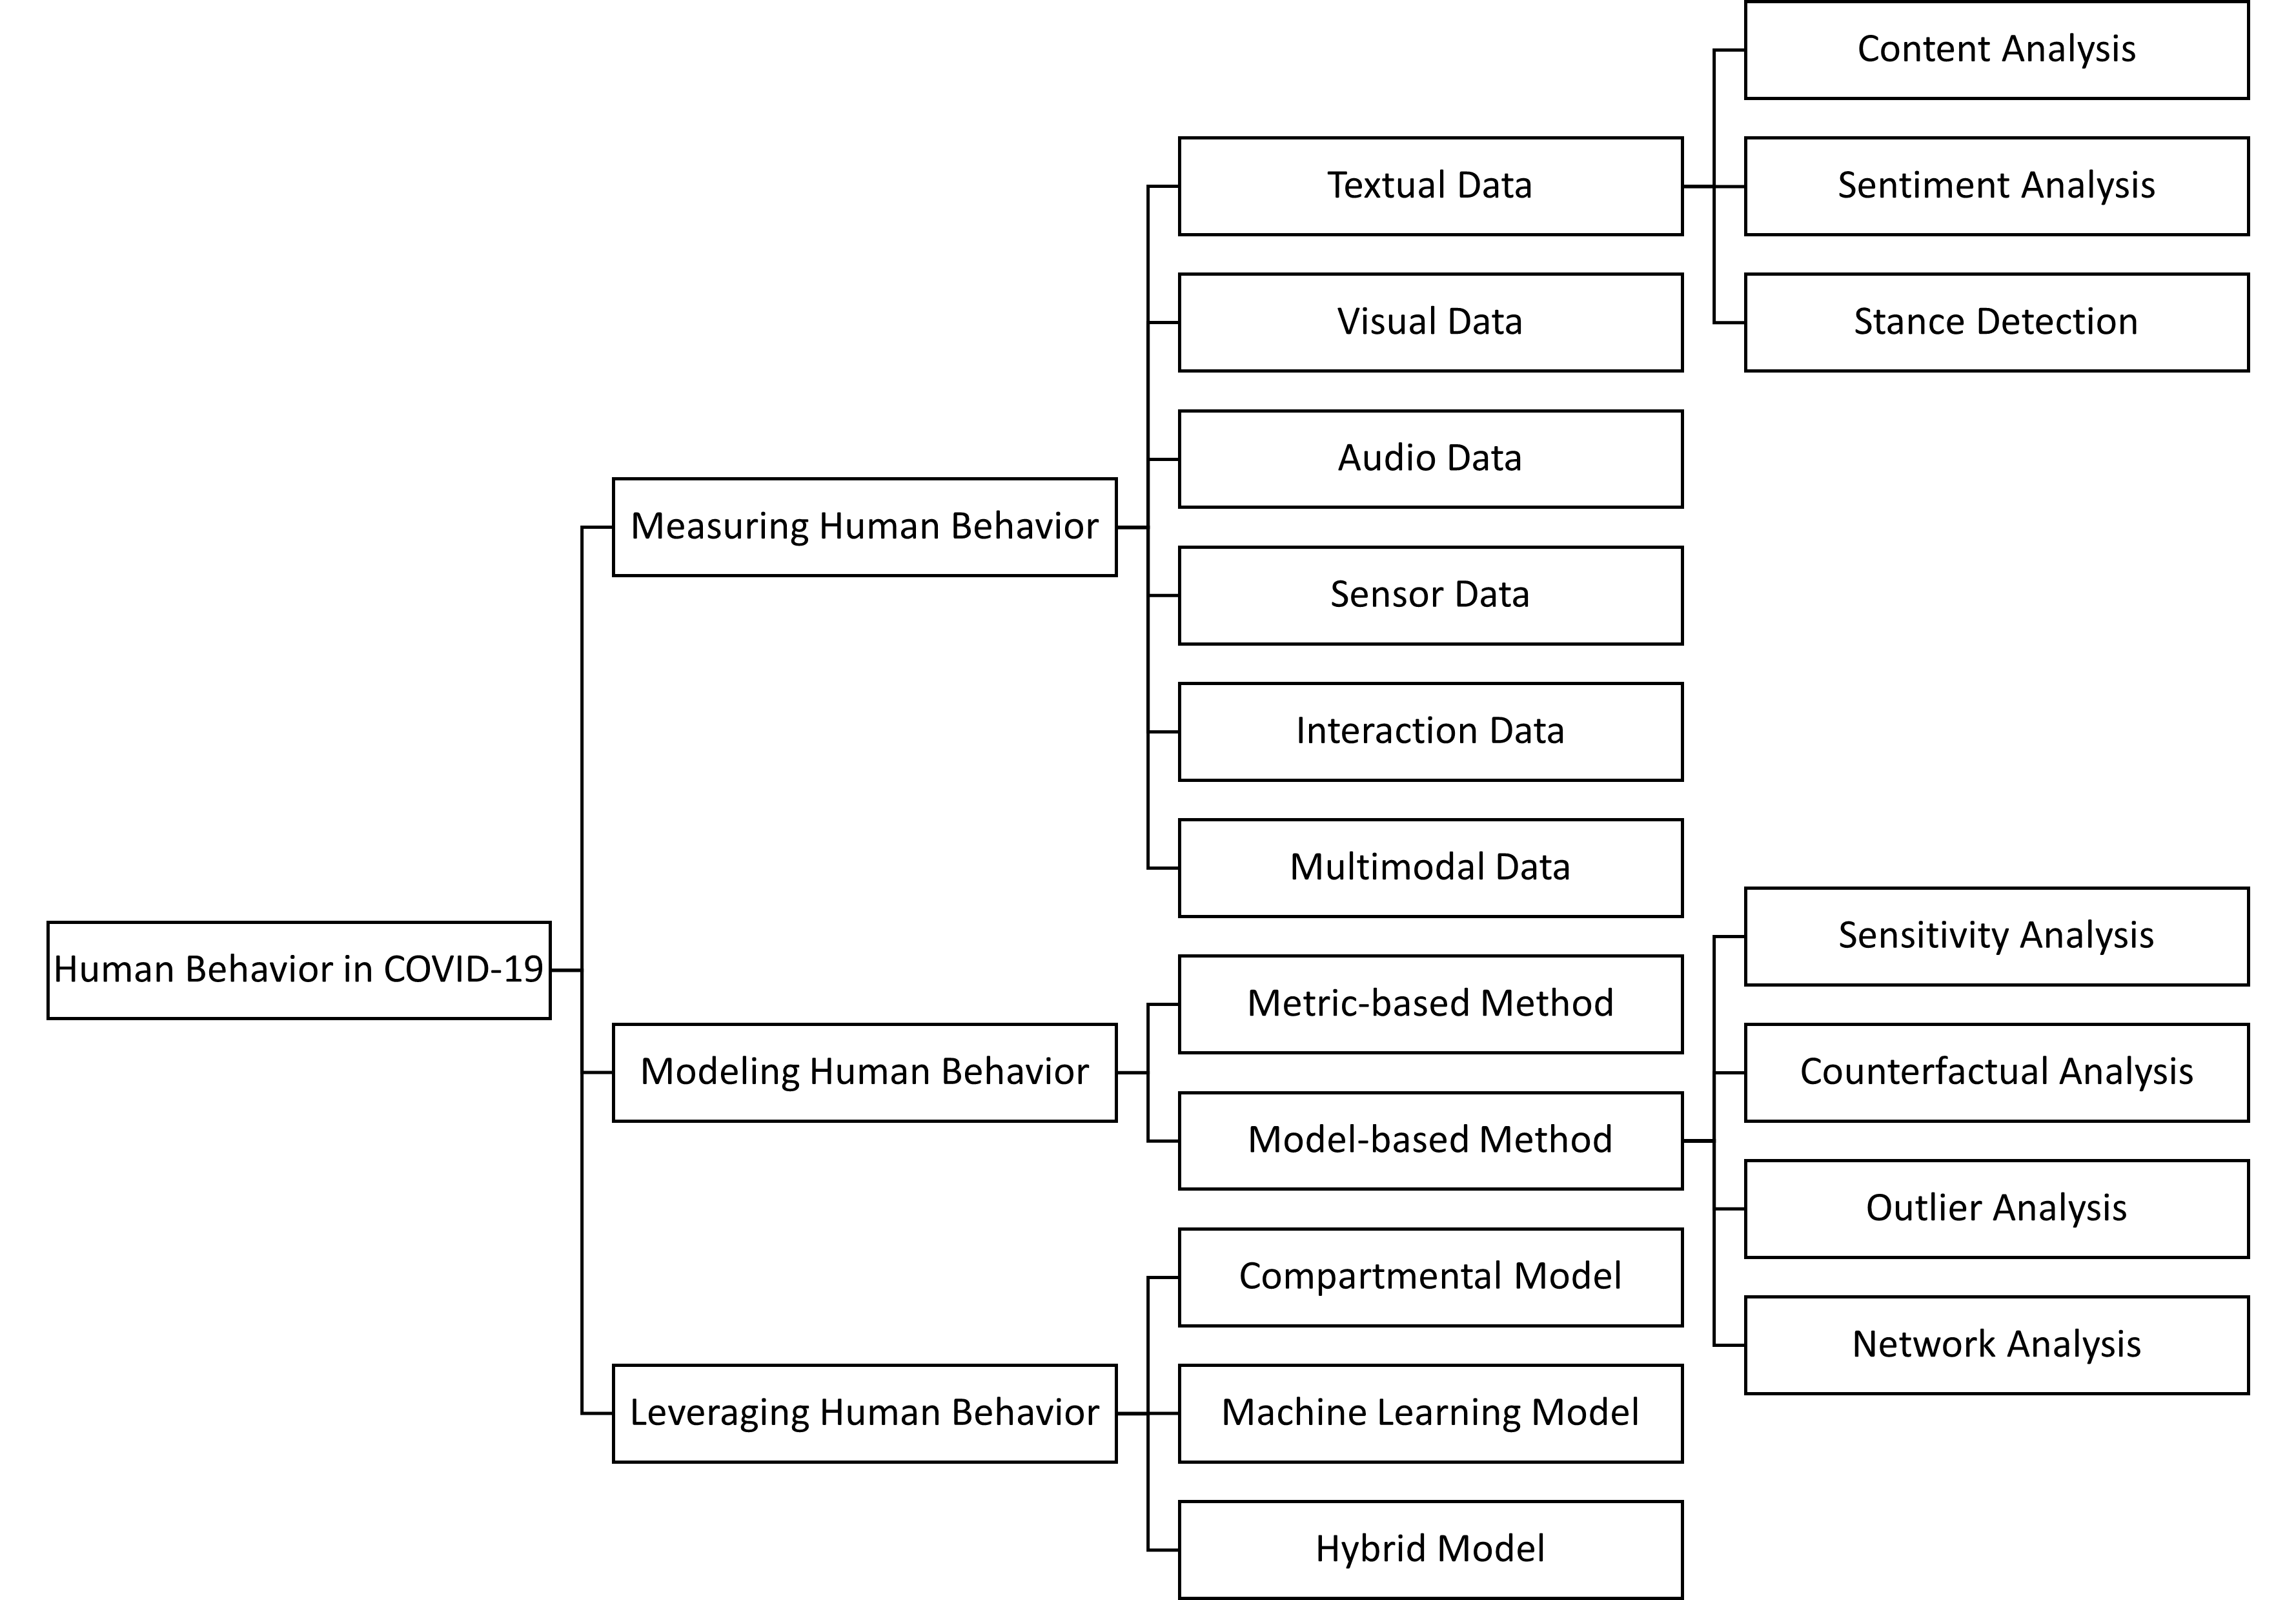 Human Behavior in COVID-19
Measuring Human Behavior
Textual Data
Content Analysis
Sentiment Analysis
Stance Detection
Visual Data
Audio Data
Sensor Data
Interaction Data
Multimodal Data
Modeling Human Behavior
Metric-based Method
Model-based Method
Sensitivity Analysis
Counterfactual Analysis
Outlier Analysis
Network Analysis
Leveraging Human Behavior
Compartmental Model
Machine Learning Model
Hybrid Model